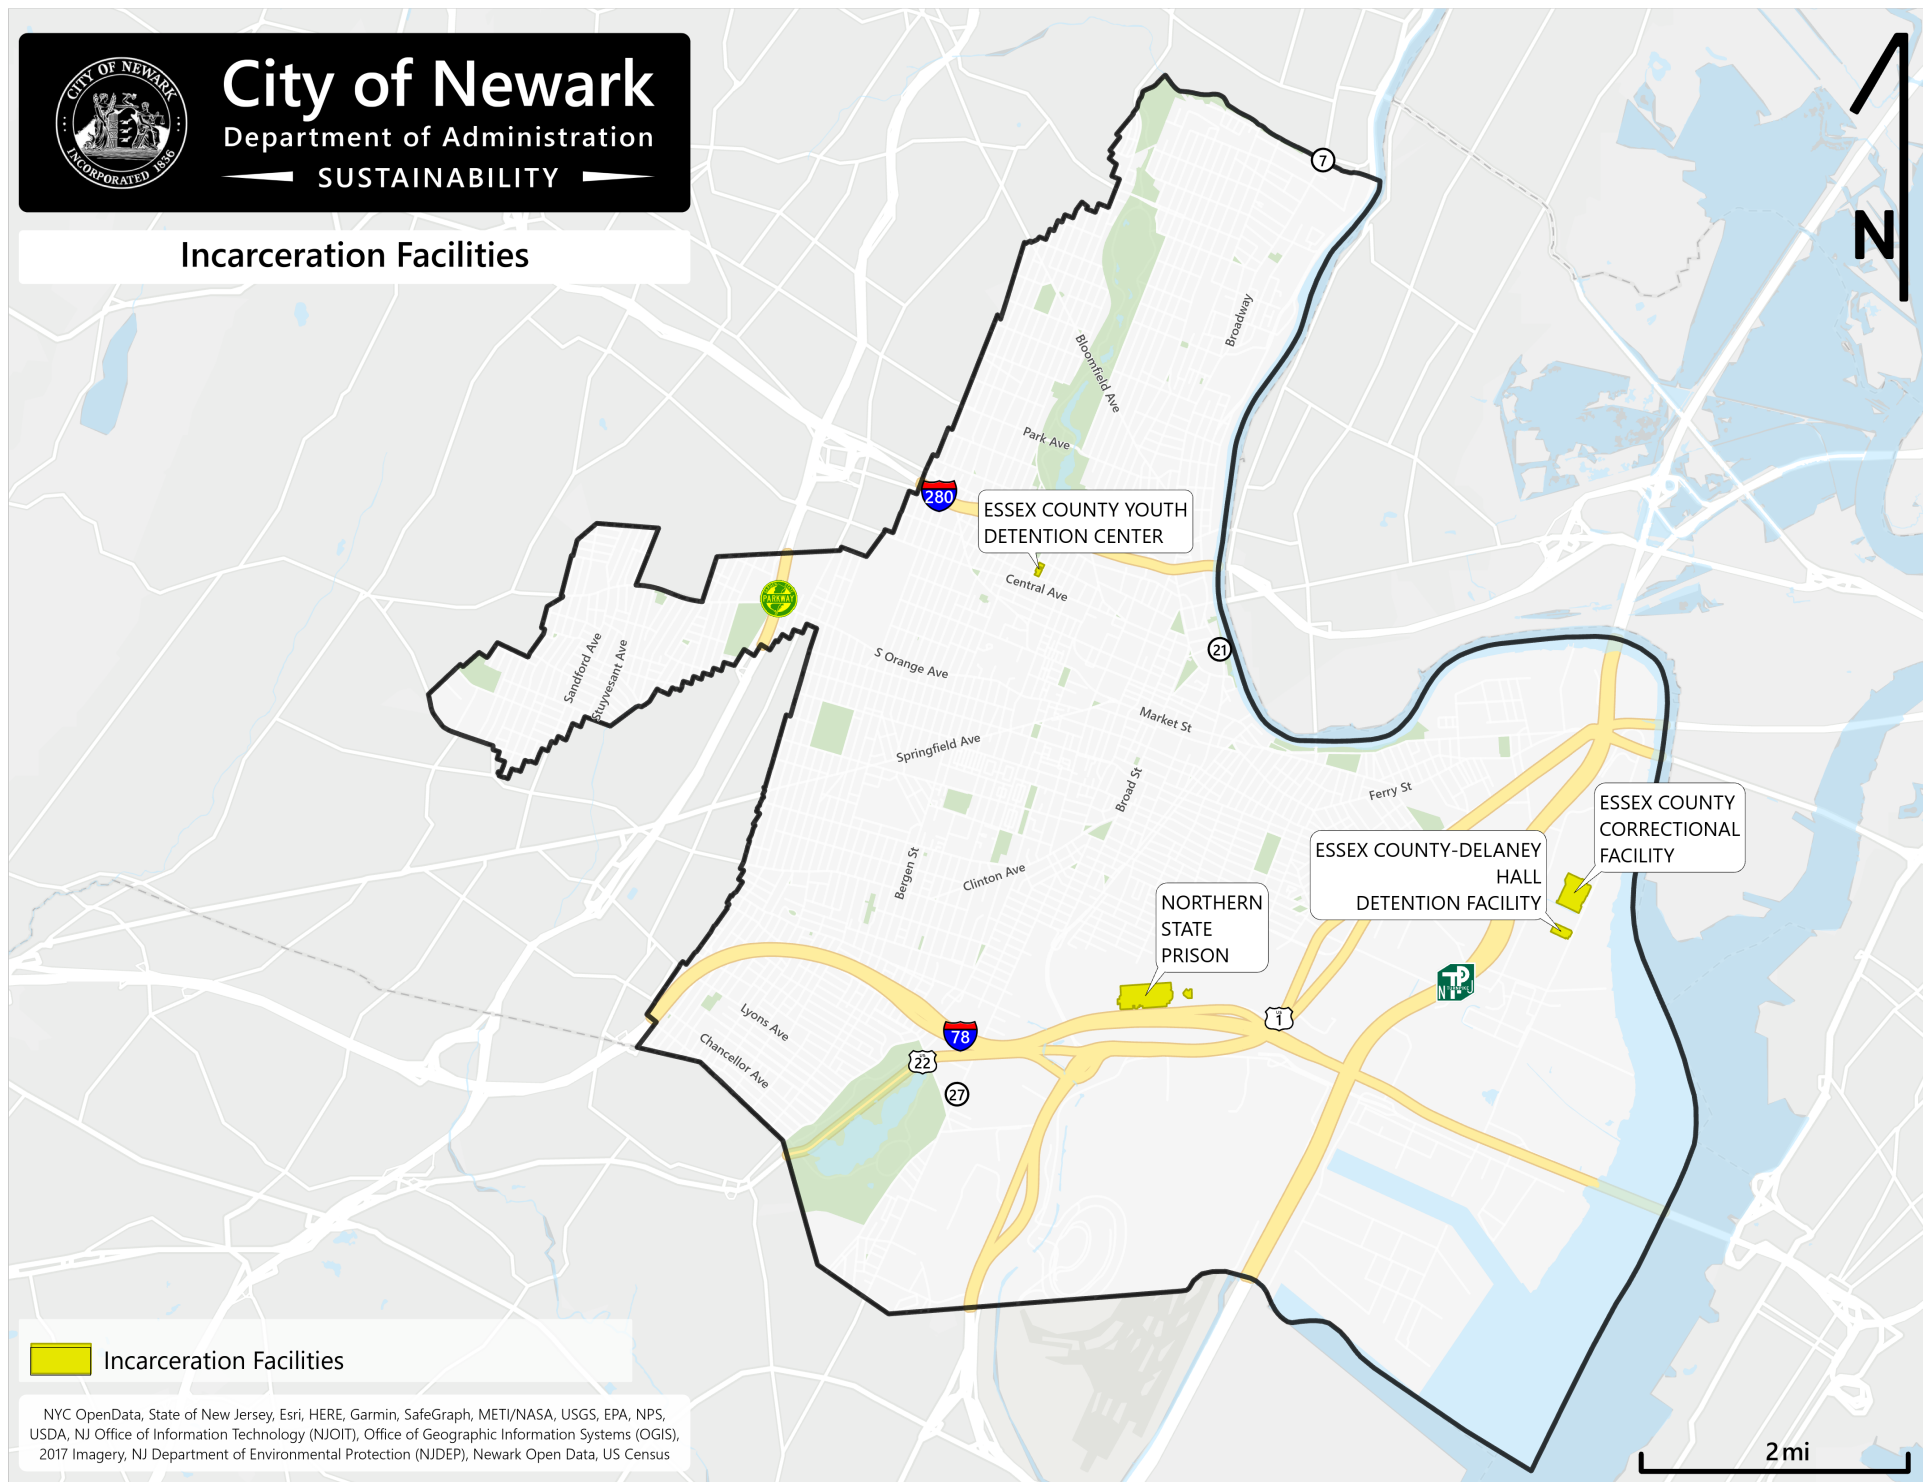 CITY OF NEWARK
INCORPORATED 1836
City of Newark
Department of Administration
SUSTAINABILITY
Incarceration Facilities
N
7
Broadway
Bloomfield Ave
Park Ave
280
ESSEX COUNTY YOUTH
DETENTION CENTER
Central Ave
PARKWAY
21
Sandford Ave
Stuyvesant Ave
S Orange Ave
Market St
Springfield Ave
Broad St
Ferry St
ESSEX COUNTY
CORRECTIONAL
FACILITY
ESSEX COUNTY-DELANEY
HALL
DETENTION FACILITY
Bergen St
Clinton Ave
NORTHERN
STATE
PRISON
N TP J
1
Lyons Ave
Chancellor Ave
78
22
27
Incarceration Facilities
NYC OpenData, State of New Jersey, Esri, HERE, Garmin, SafeGraph, METI/NASA, USGS, EPA, NPS,
USDA, NJ Office of Information Technology (NJOIT), Office of Geographic Information Systems (OGIS),
2017 Imagery, NJ Department of Environmental Protection (NJDEP), Newark Open Data, US Census
2 mi